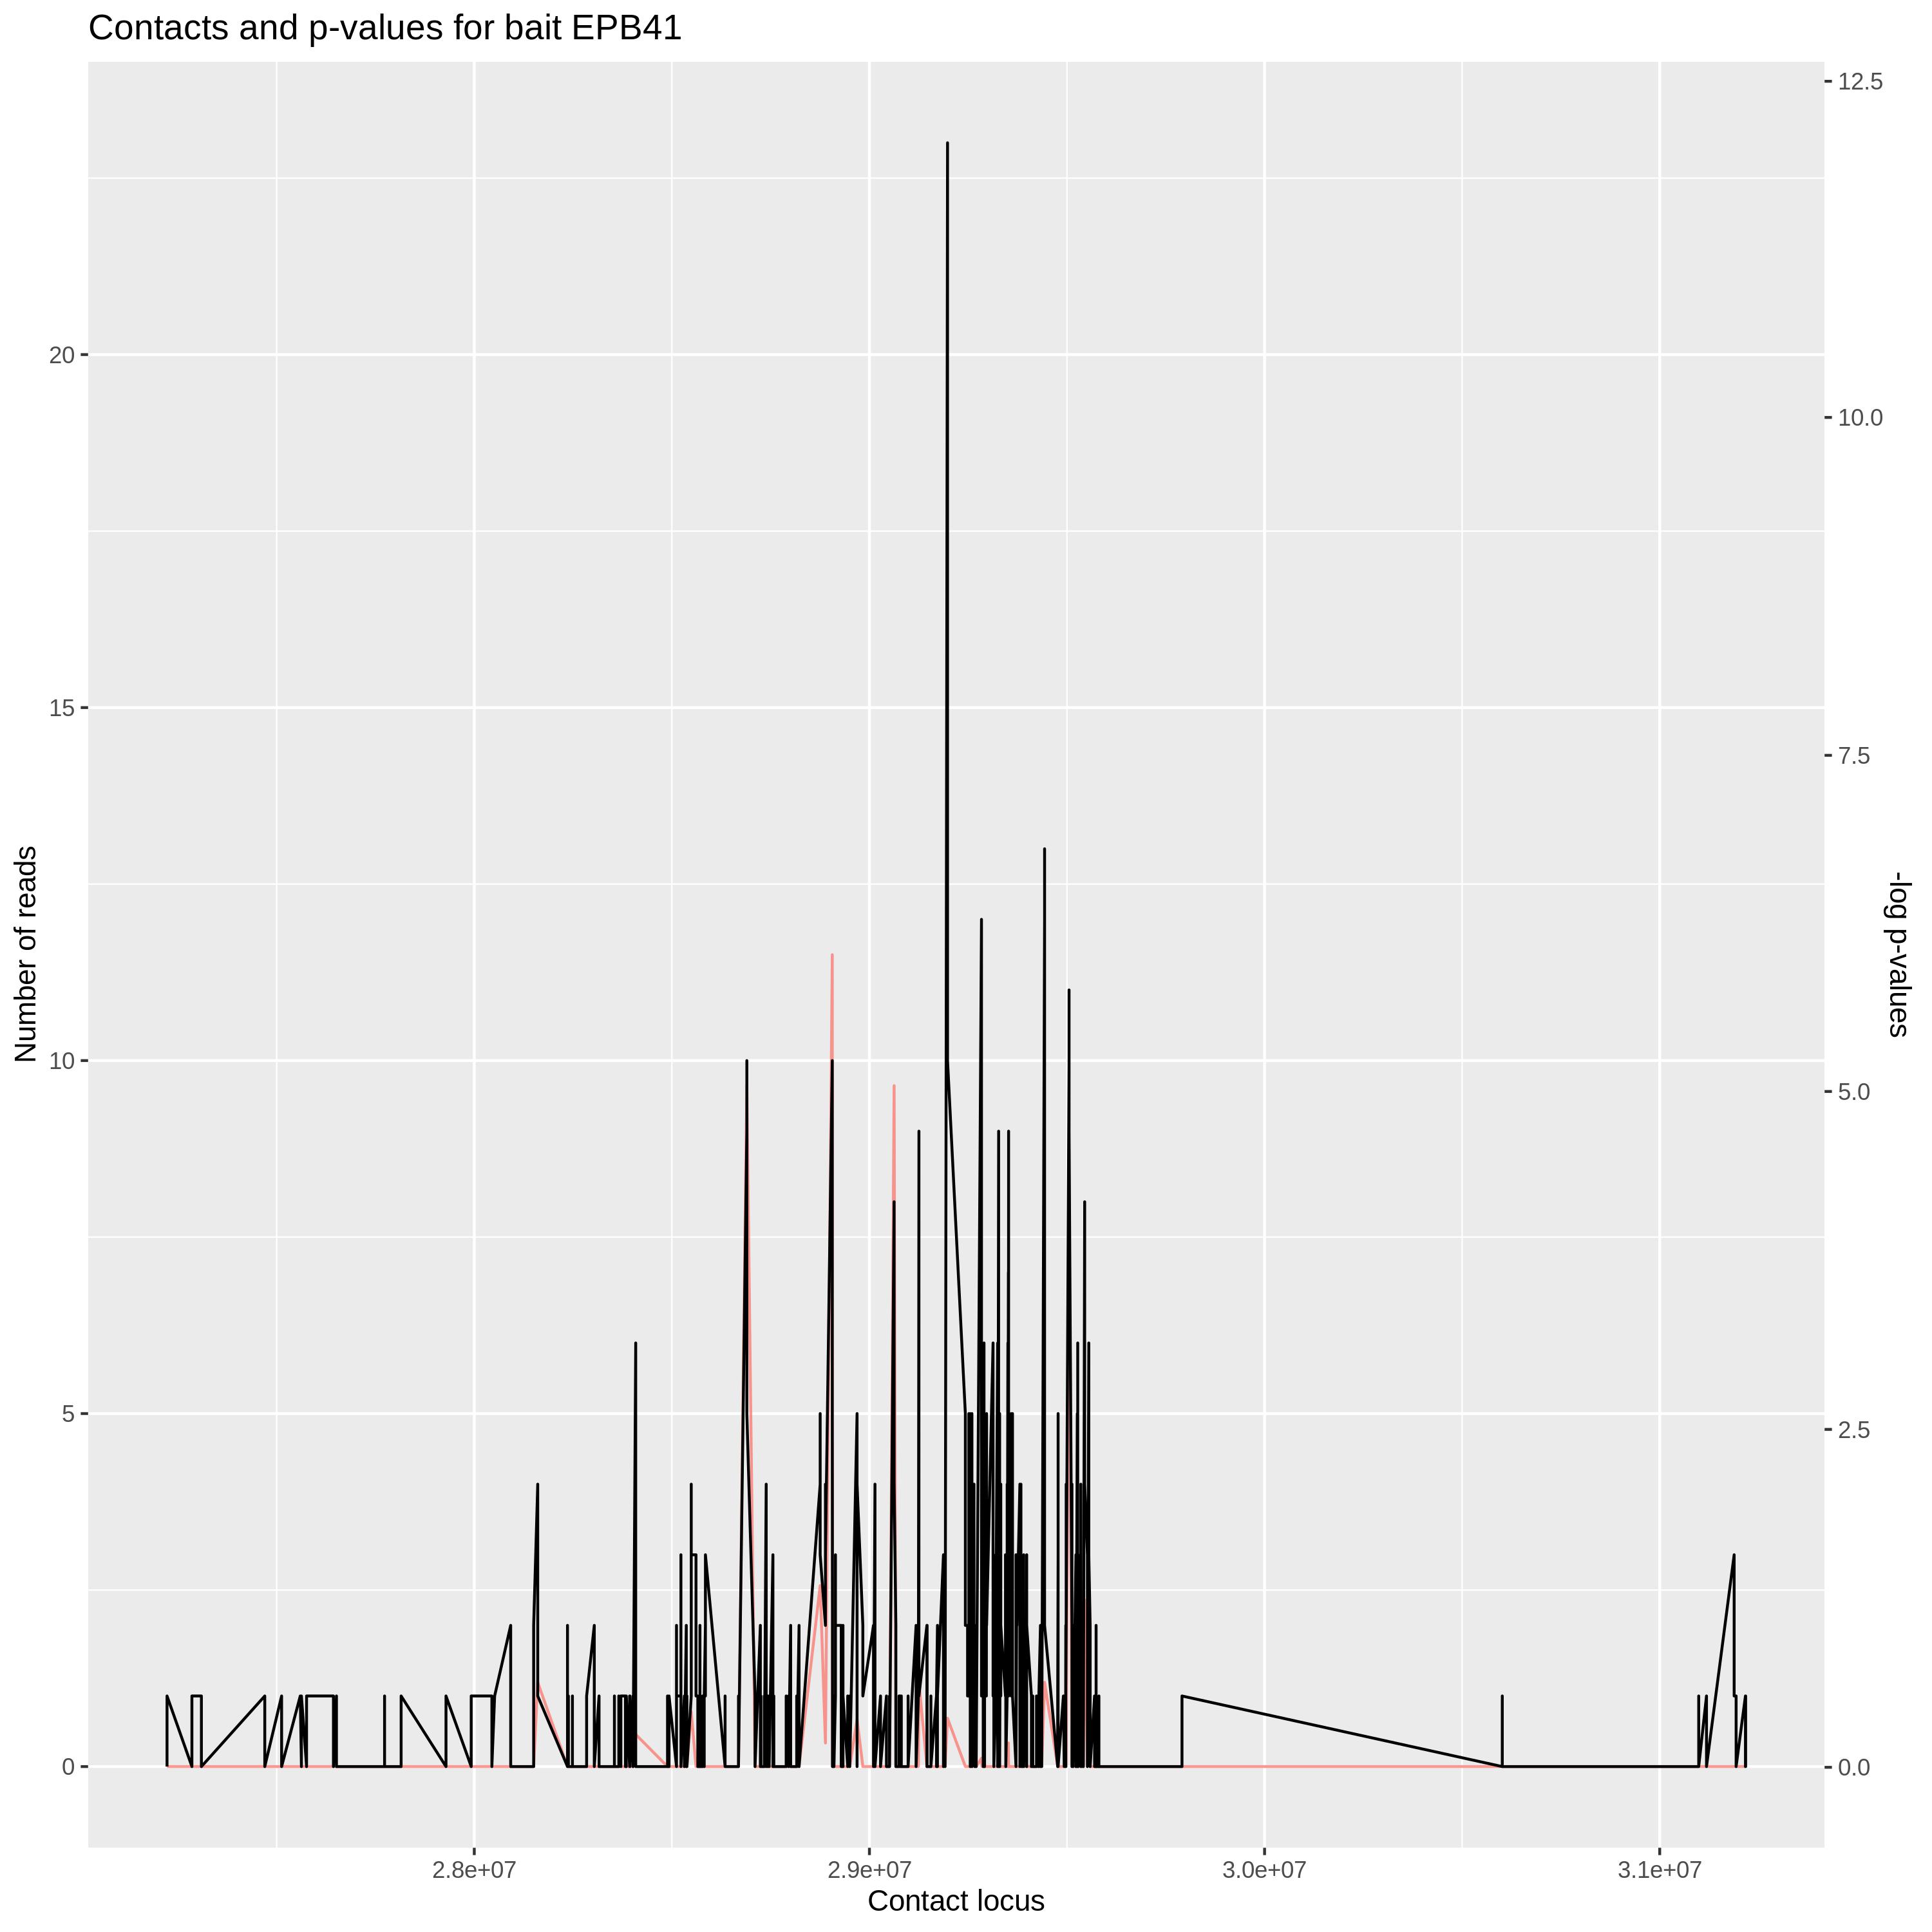 Contacts and p-values for bait EPB41
Number of reads
20
15
10
5
0
12.5
10.0
7.5
5.0
2.5
0.0
-log p-values
2.8e+07
2.9e+07
3.0e+07
3.1e+07
Contact locus